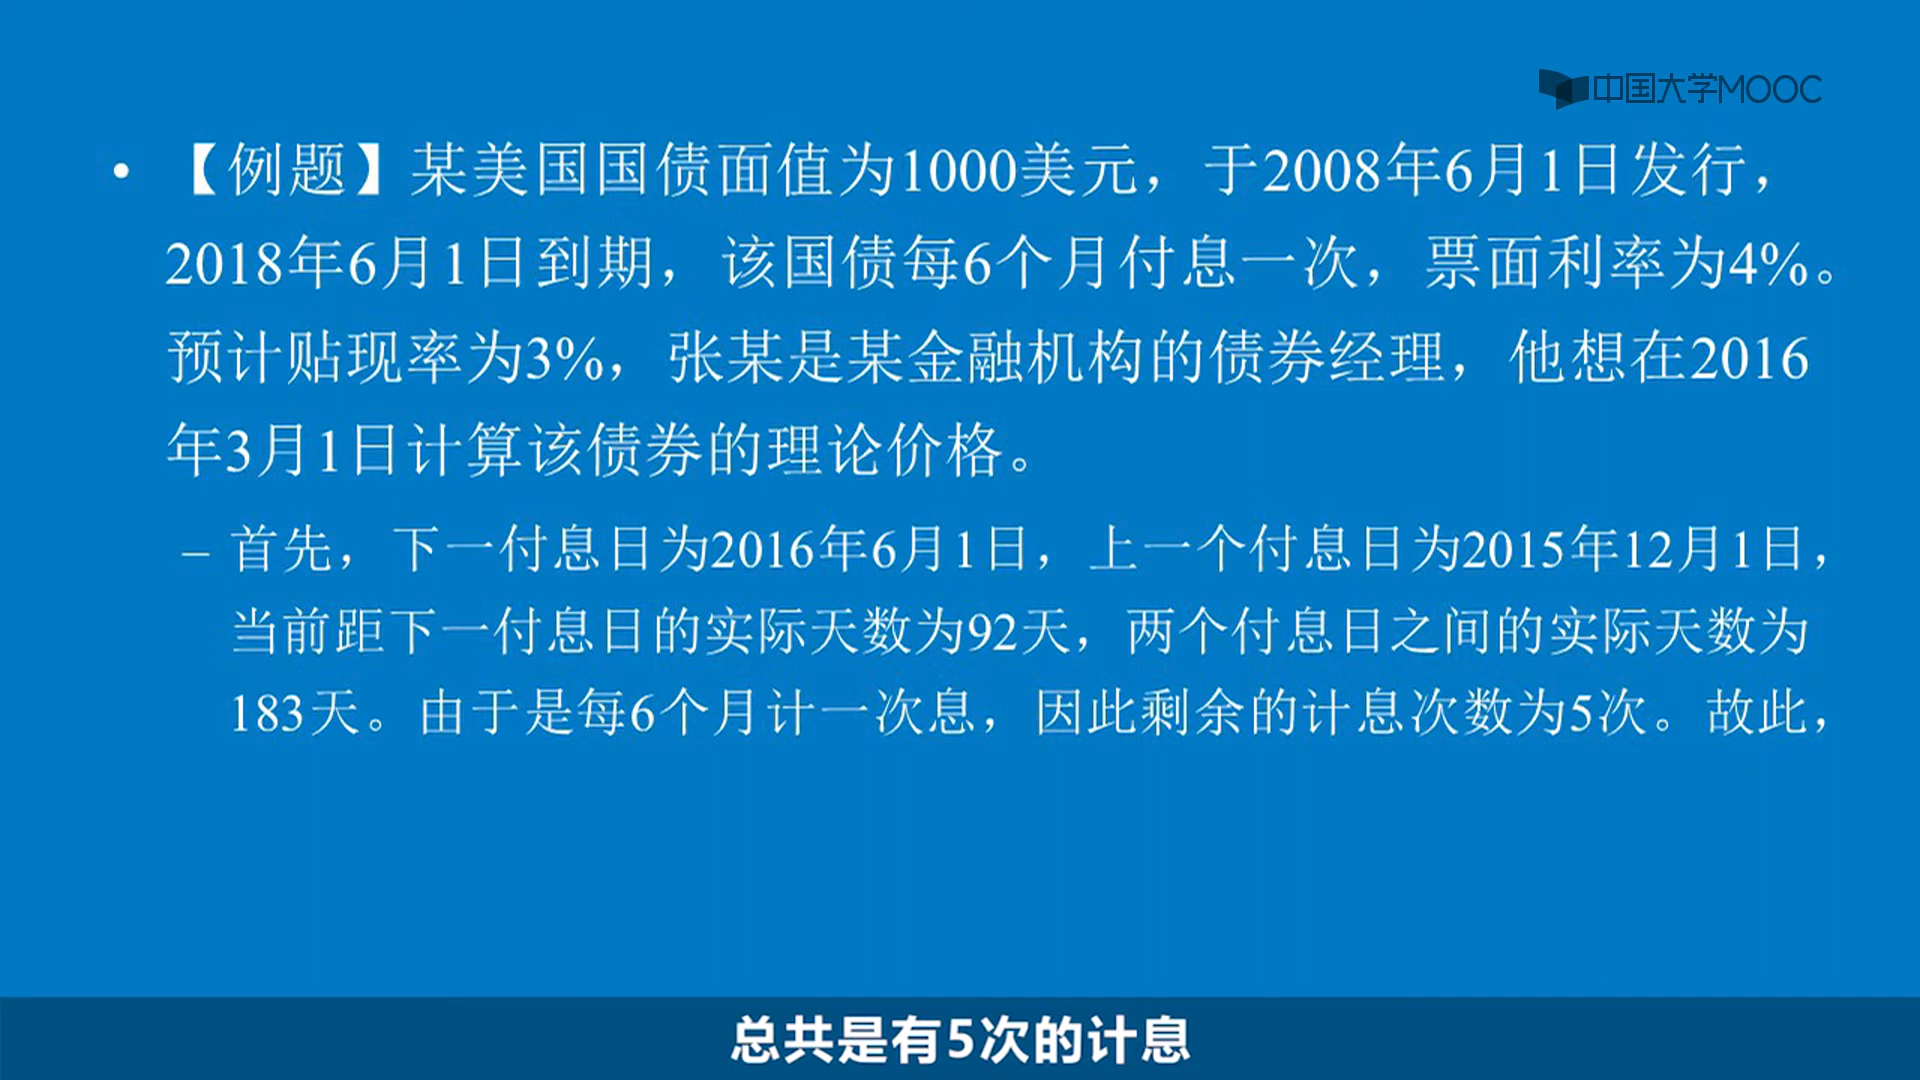 中国大学MOOC
• 【例题】某美国国债面值为1000美元，于2008年6月1日发行，
2018年6月1日到期，该国债每6个月付息一次，票面利率为4%。
预计贴现率为3%，张某是某金融机构的债券经理，他想在2016
年3月1日计算该债券的理论价格。
– 首先，下一付息日为2016年6月1日，上一个付息日为2015年12月1日，
当前距下一付息日的实际天数为92天，两个付息日之间的实际天数为
183天。由于是每6个月计一次息，因此剩余的计息次数为5次。故此，
总共是有5次的计息